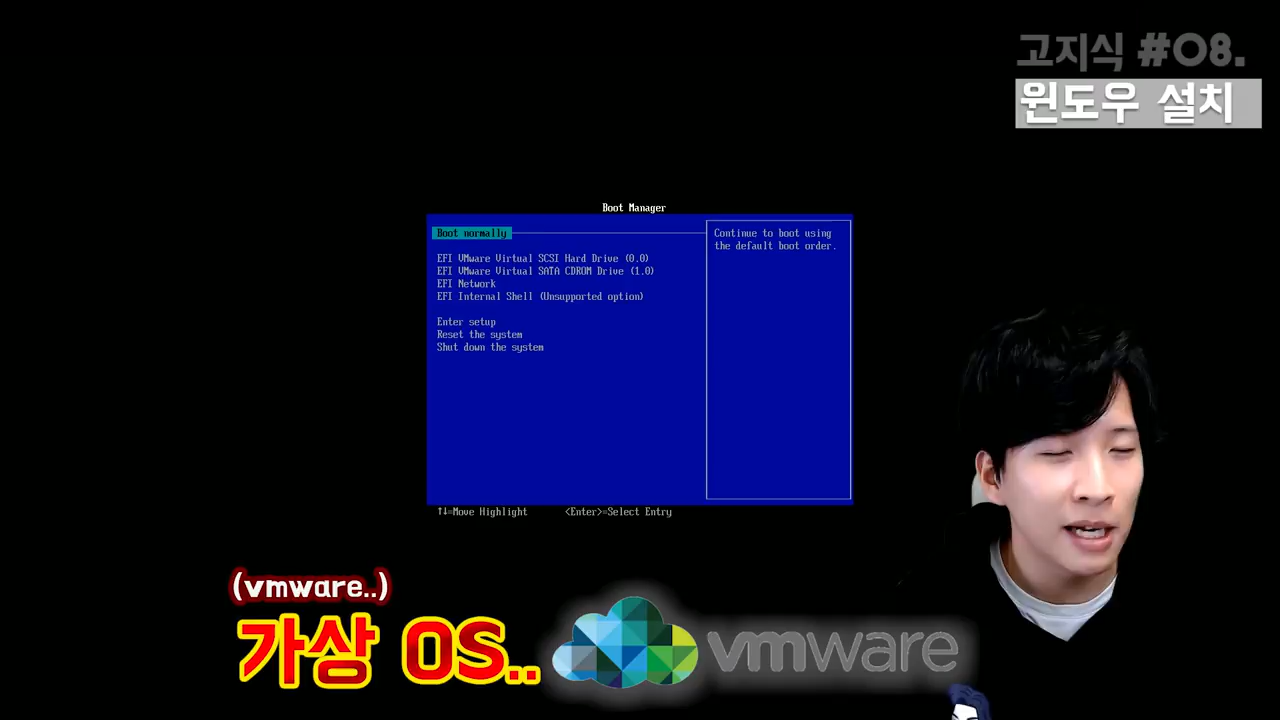 고지식 #08.
윈도우 설치
Boot Manager
Boot normally
EFI VMware Virtual SCSI Hard Drive (0.0)
EFI VMware Virtual SATA CDROM Drive (1.0)
EFI Network
EFI Internal Shell (Unsupported option)
Enter setup
Reset the system
Shut down the system
Continue to boot using
the default boot order.
↑↓=Move Highlight <Enter>=Select Entry
(vmware..)
가상 OS..
vmware